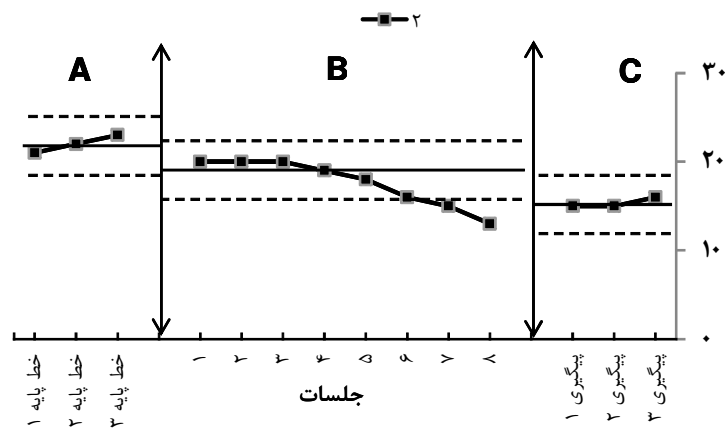 ۲
A
B
C
۳۰
۲۰
۱۰
۰
خط پایه ۱
خط پایه ۲
خط پایه ۳
۱
۲
۳
۴
۵
۶
۷
۸
پیگیری ۱
پیگیری ۲
پیگیری ۳
جلسات